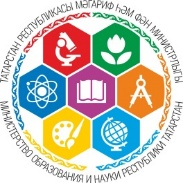 ТАТАРСТАН РЕСПУБЛИКАСЫ МӘГАРИФ ҺӘМ ФӘН МИНИСТРЛЫГЫ
МИНИСТЕРСТВО ОБРАЗОВАНИЯ И НАУКИ РЕСПУБЛИКИ ТАТАРСТАН